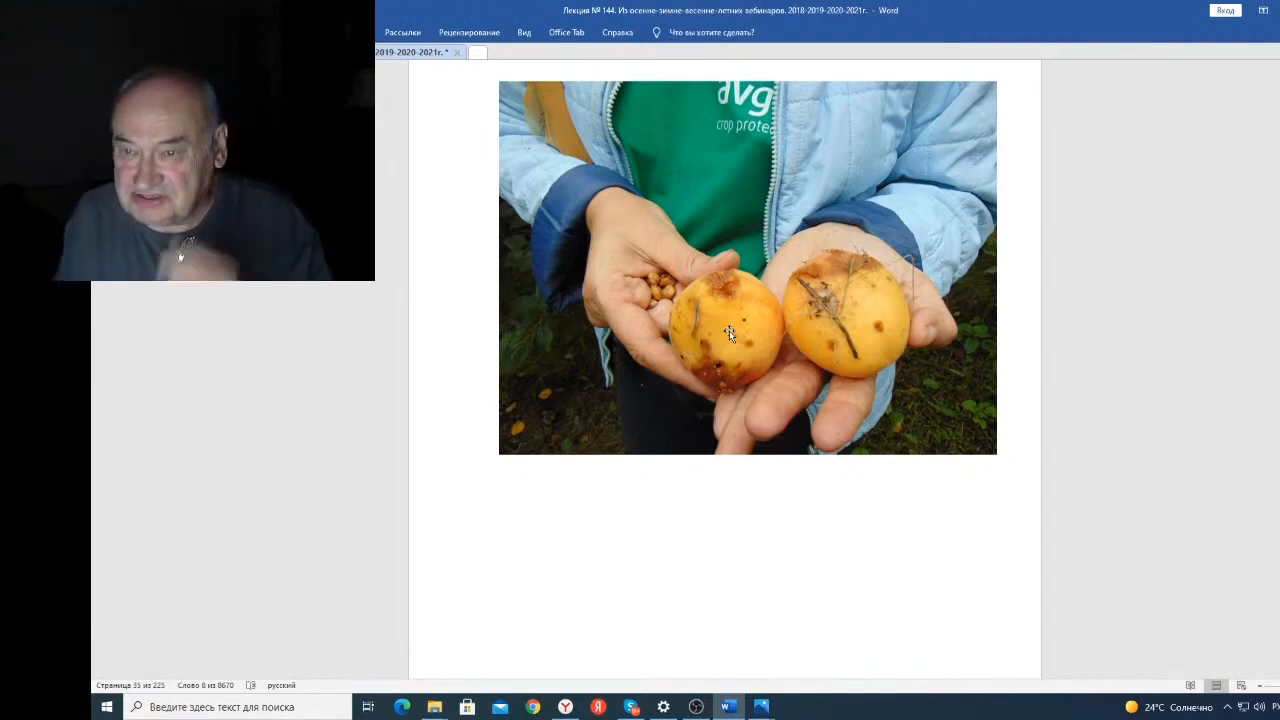 Лекция № 144. Из осенне-зимне-весенне-летних вебинаров. 2018-2019-2020-2021г. - Word
Вход
Рассылки Рецензирование Вид Office Tab Справка Что вы хотите сделать?
2019-2020-2021г. *
avg
crop prote
Страница 35 из 225 Слово 8 из 8670 русский
Введите здесь текст для поиска
24°C Солнечно